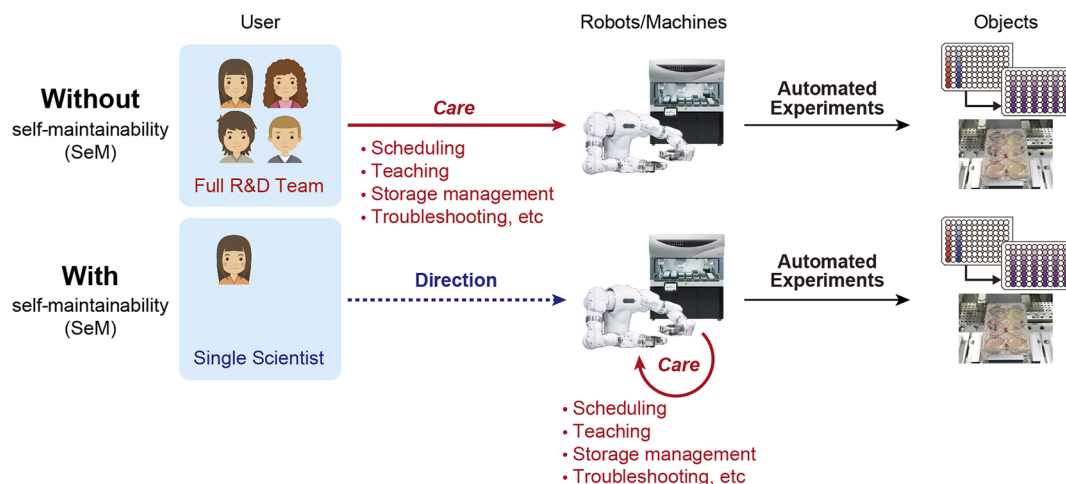 User
Robots/Machines
Objects
Without
self-maintainability
(SeM)
Full R&D Team
Care
• Scheduling
• Teaching
• Storage management
• Troubleshooting, etc
Automated
Experiments
With
self-maintainability
(SeM)
Single Scientist
Direction
Automated
Experiments
Care
• Scheduling
• Teaching
• Storage management
• Troubleshooting, etc